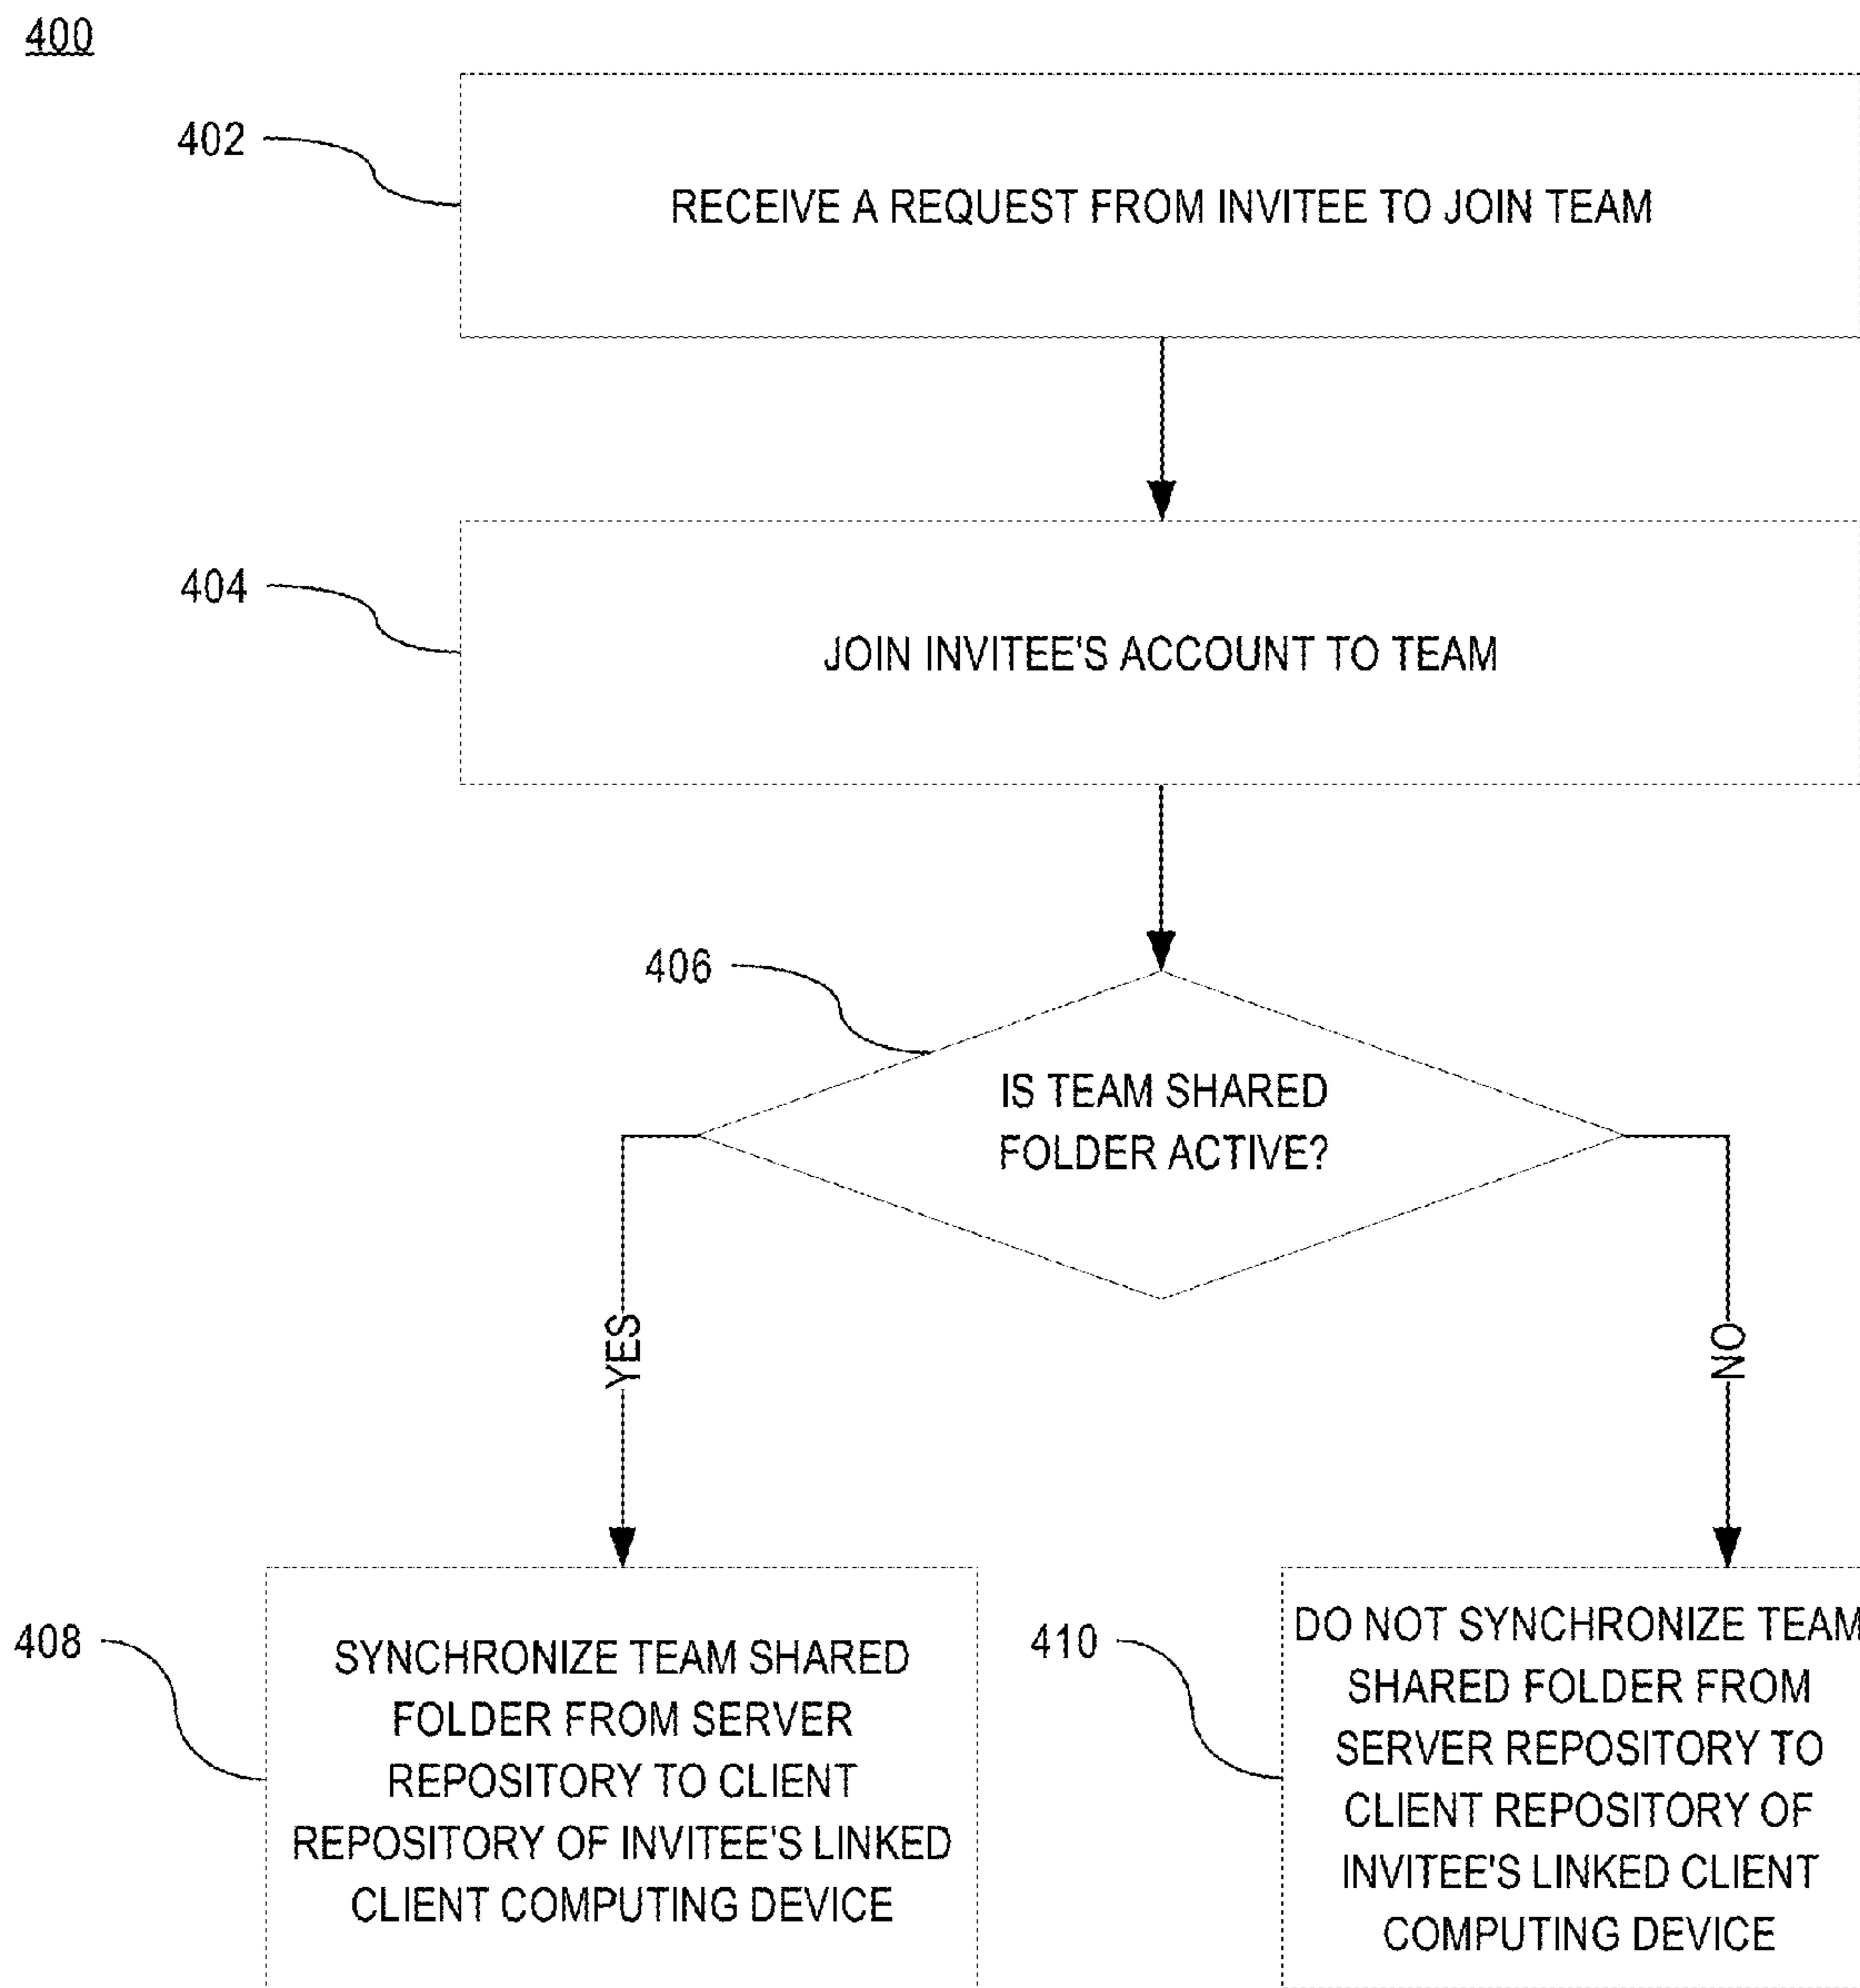 400
402
RECEIVE A REQUEST FROM INVITEE TO JOIN TEAM
404
JOIN INVITEE'S ACCOUNT TO TEAM
406
IS TEAM SHARED
FOLDER ACTIVE?
YES
NO
408
SYNCHRONIZE TEAM SHARED
FOLDER FROM SERVER
REPOSITORY TO CLIENT
REPOSITORY OF INVITEE'S LINKED
CLIENT COMPUTING DEVICE
410
DO NOT SYNCHRONIZE TEAM
SHARED FOLDER FROM
SERVER REPOSITORY TO
CLIENT REPOSITORY OF
INVITEE'S LINKED CLIENT
COMPUTING DEVICE